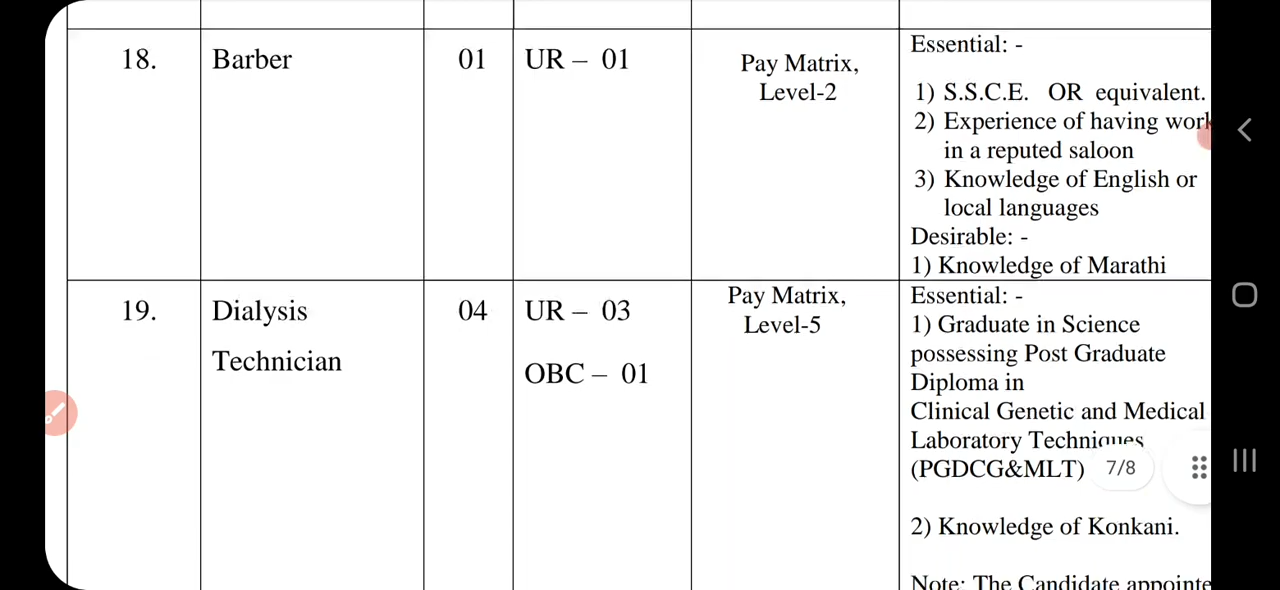 18.
Barber
01
UR – 01
Pay Matrix,
Level-2
Essential: -
1) S.S.C.E. OR equivalent.
2) Experience of having work
in a reputed saloon
3) Knowledge of English or
local languages
Desirable: -
1) Knowledge of Marathi
19.
Dialysis
Technician
04
UR – 03
OBC – 01
Pay Matrix,
Level-5
Essential: -
1) Graduate in Science
possessing Post Graduate
Diploma in
Clinical Genetic and Medical
Laboratory Techniques
(PGDCG&MLT)
2) Knowledge of Konkani.
Note: The Candidate appointe
7/8